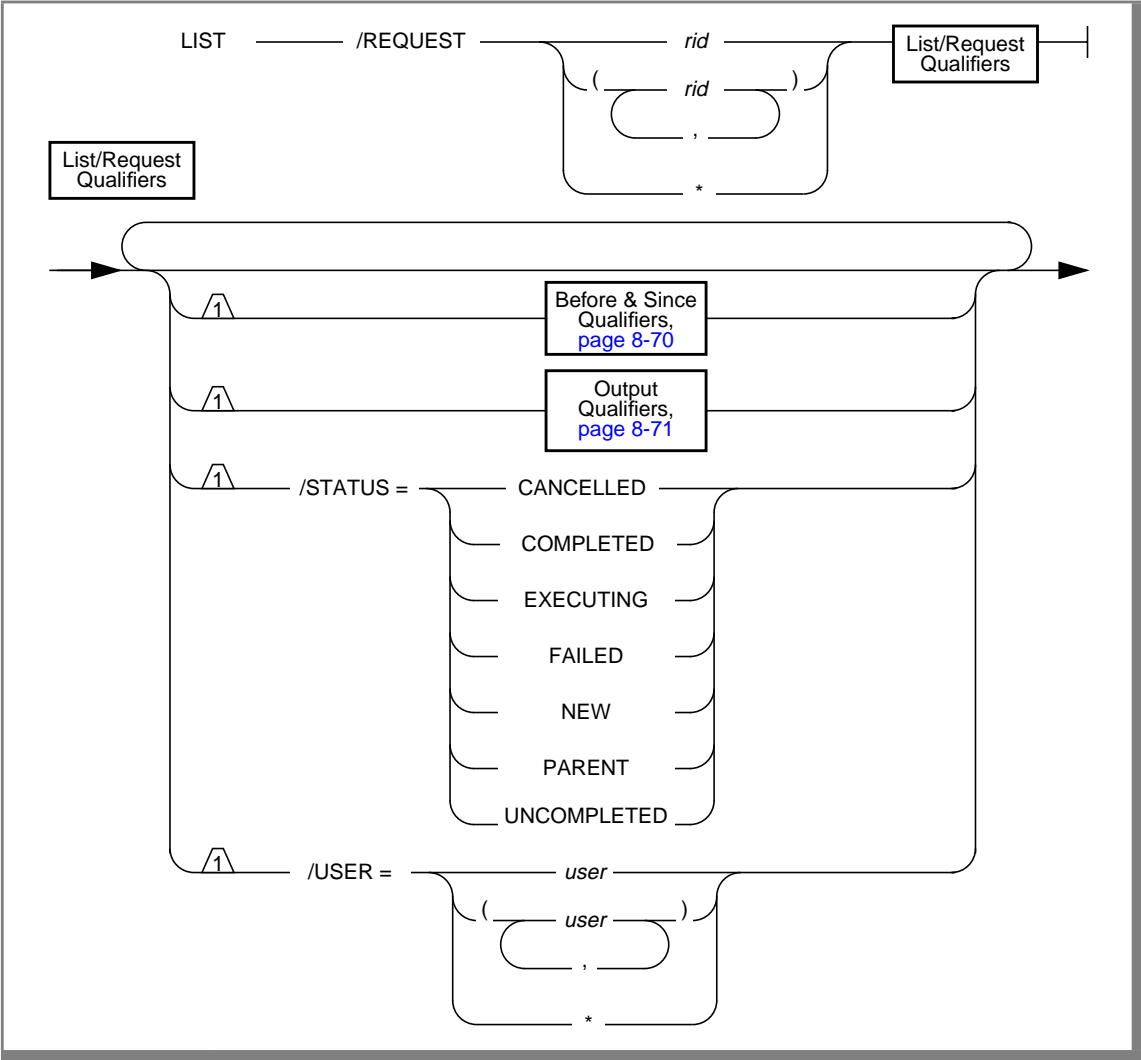 LIST /REQUEST rid List/Request
Qualifiers
( rid )
,
*
List/Request
Qualifiers
1 Before & Since
Qualifiers,
page 8-70
1 Output
Qualifiers,
page 8-71
1 /STATUS = CANCELLED
COMPLETED
EXECUTING
FAILED
NEW
PARENT
UNCOMPLETED
1 /USER = user
( user )
,
*